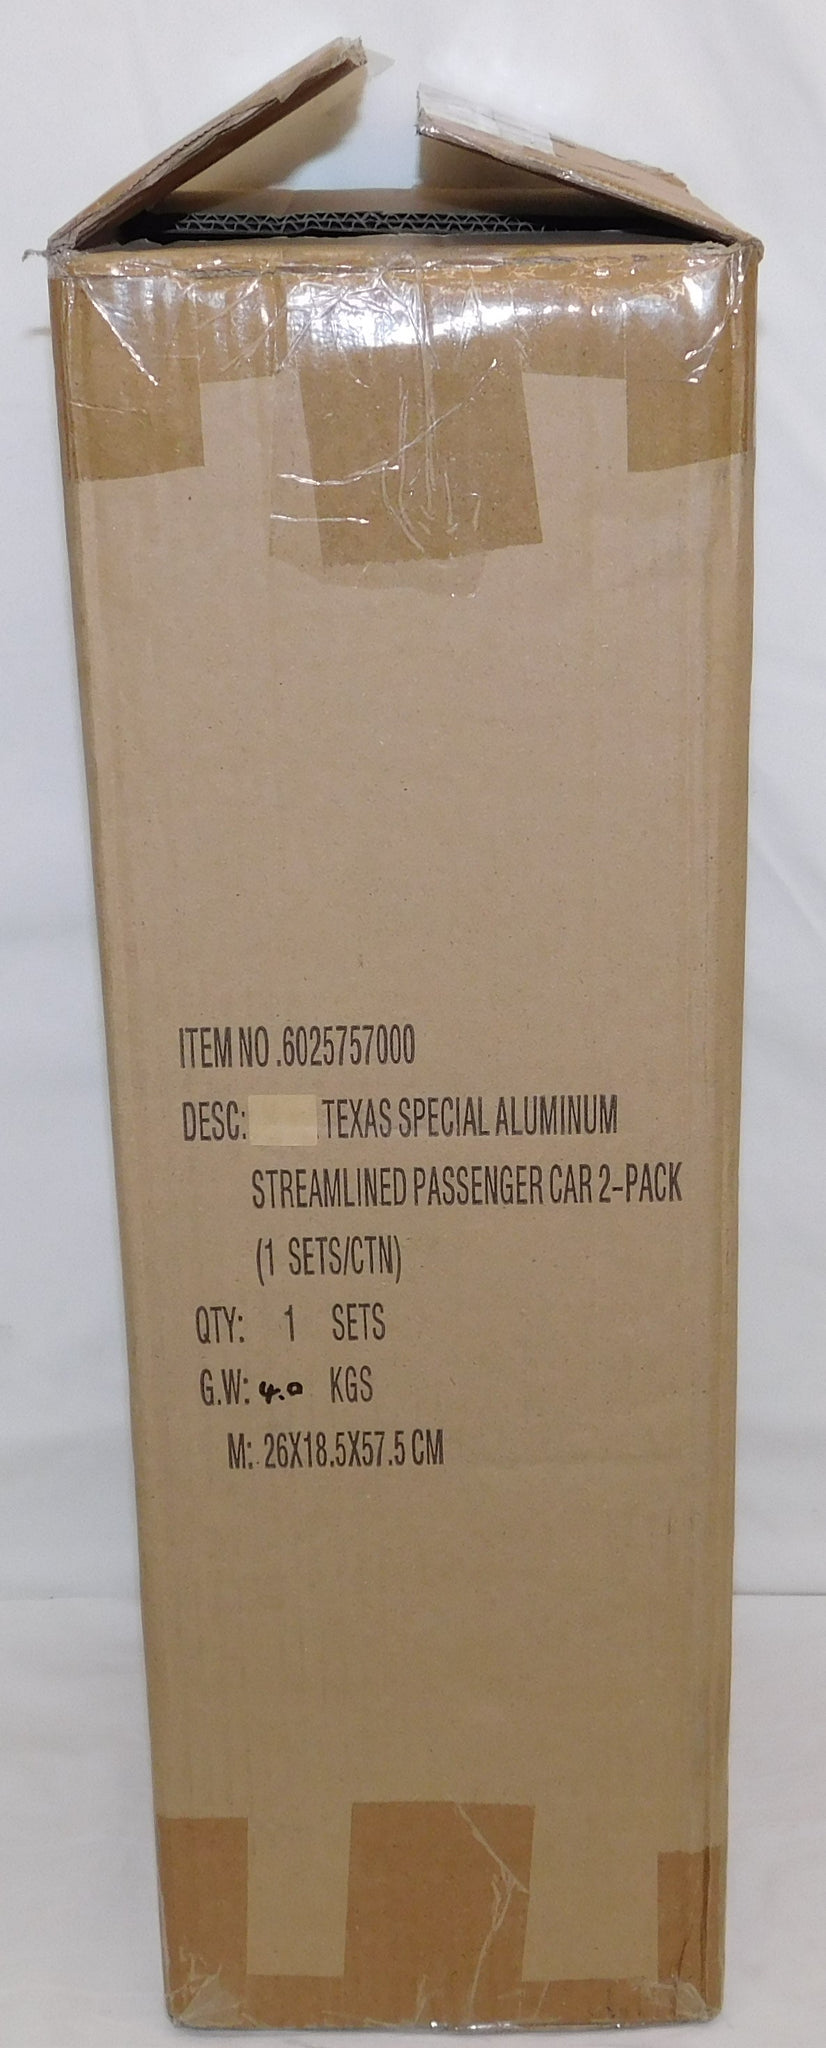 ITEM NO.6025757000
DESC: TEXAS SPECIAL ALUMINUM
STREAMLINED PASSENGER CAR 2-PACK
(1 SETS/CTN)
QTY: 1 SETS
G.W: 4.0 KGS
M: 26X18.5X57.5 CM